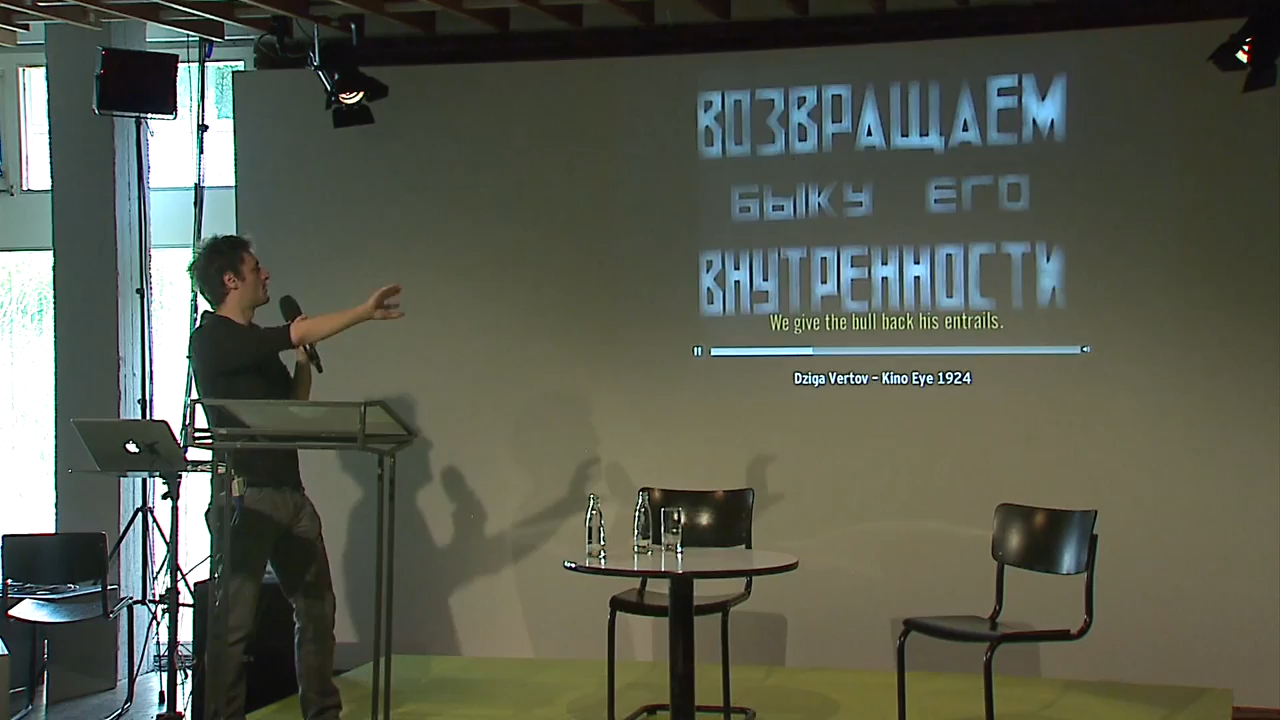 ВОЗВРАЩАЕМ
БЫКУ ЕГО
ВНУТРЕННОСТИ
We give the bull back his entrails.
Dziga Vertov - Kino Eye 1924